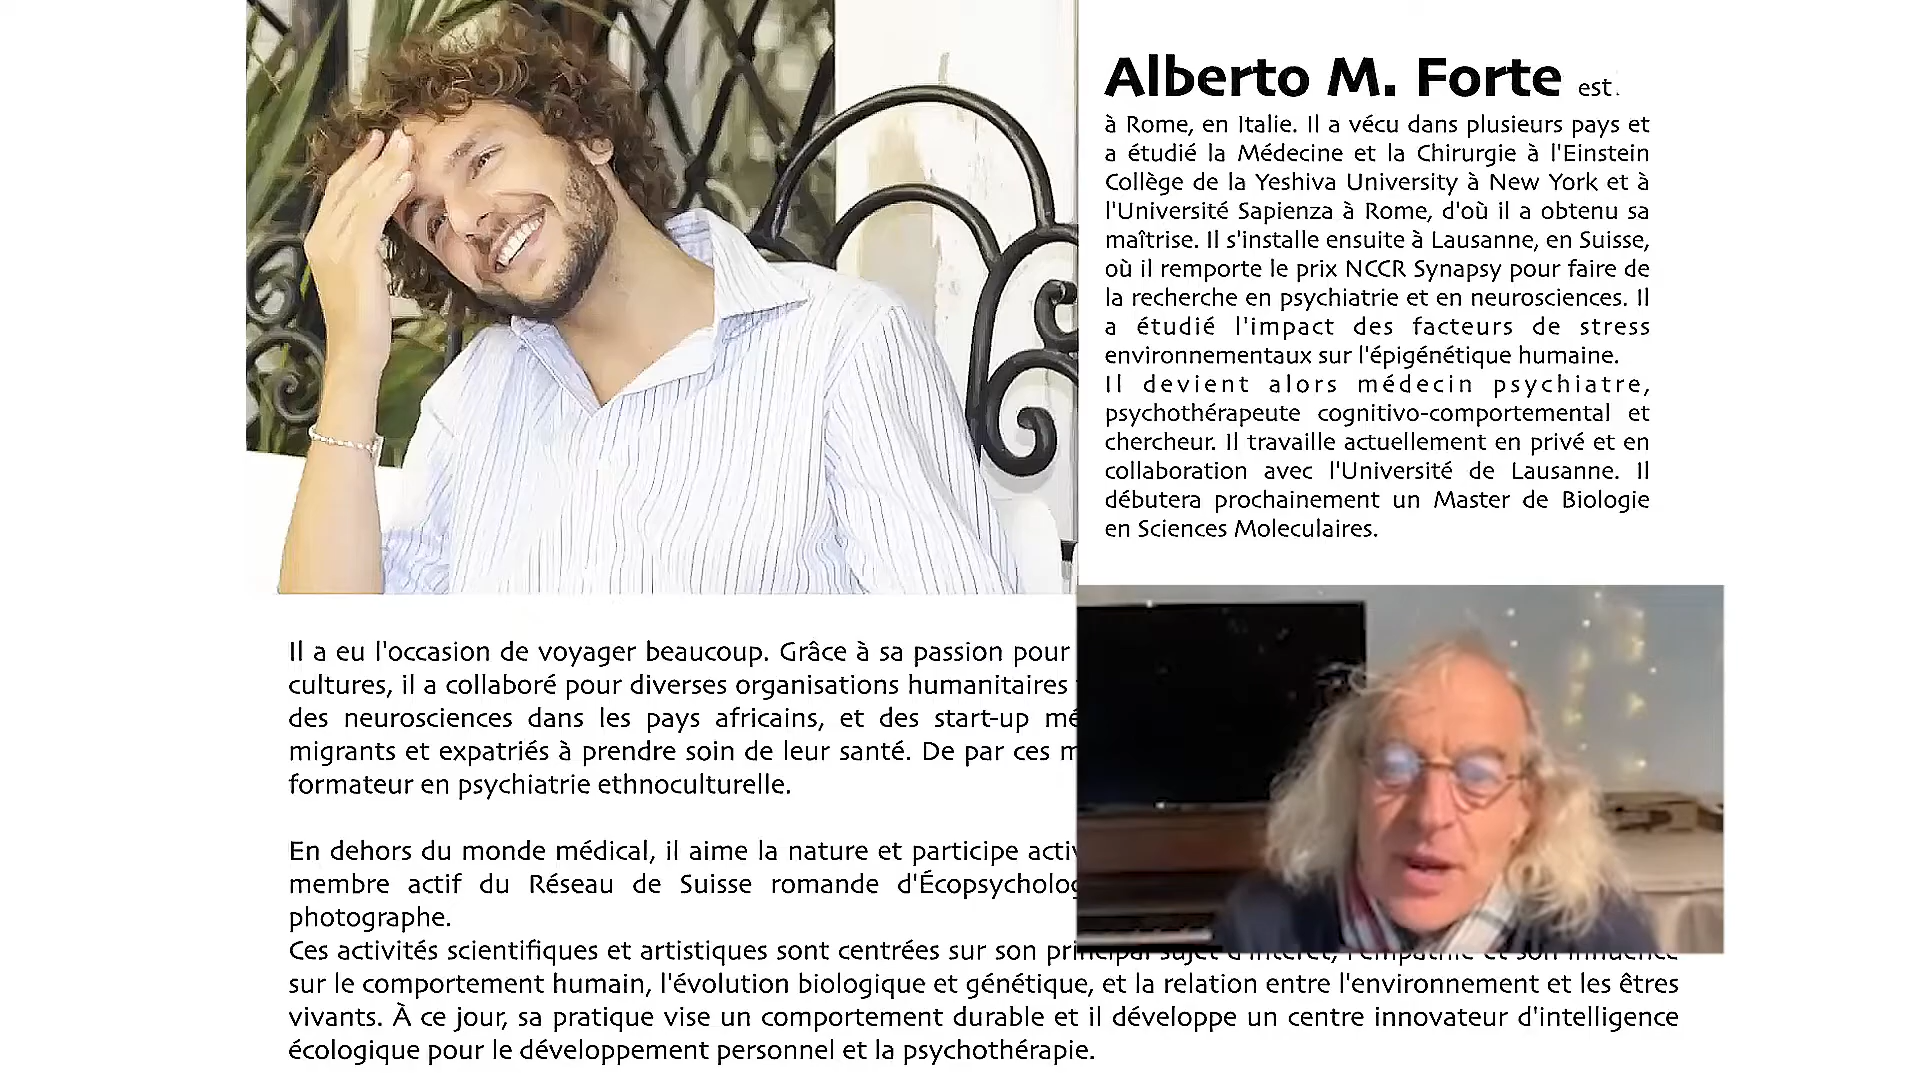 Alberto M. Forte est.
à Rome, en Italie. Il a vécu dans plusieurs pays et
a étudié la Médecine et la Chirurgie à l'Einstein
Collège de la Yeshiva University à New York et à
l'Université Sapienza à Rome, d'où il a obtenu sa
maîtrise. Il s'installe ensuite à Lausanne, en Suisse,
où il remporte le prix NCCR Synapsy pour faire de
la recherche en psychiatrie et en neurosciences. Il
a étudié l'impact des facteurs de stress
environnementaux sur l'épigénétique humaine.
Il devient alors médecin psychiatre,
psychothérapeute cognitivo-comportemental et
chercheur. Il travaille actuellement en privé et en
collaboration avec l'Université de Lausanne. Il
débutera prochainement un Master de Biologie
en Sciences Moleculaires.
Il a eu l'occasion de voyager beaucoup. Grâce à sa passion pour
cultures, il a collaboré pour diverses organisations humanitaires
des neurosciences dans les pays africains, et des start-up
migrants et expatriés à prendre soin de leur santé. De par ces
formateur en psychiatrie ethnoculturelle.
En dehors du monde médical, il aime la nature et participe
membre actif du Réseau de Suisse romande
photographe.
Ces activités scientifiques et artistiques sont centrées sur son principal sujet d'intérêt, l'empathie et son influence
sur le comportement humain, l'évolution biologique et génétique, et la relation entre l'environnement et les êtres
vivants. À ce jour, sa pratique vise un comportement durable et il développe un centre innovateur d'intelligence
écologique pour le développement personnel et la psychothérapie.